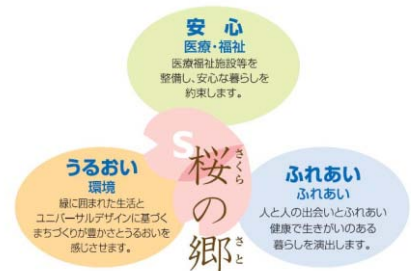 安心
医療・福祉
医療福祉施設等を
整備し、安心な暮らしを
約束します。
S
桜の郷
さくら
さと
うるおい
環境
緑に囲まれた生活と
ユニバーサルデザインに基づく
まちづくりが豊かさとうるおいを
感じさせます。
ふれあい
ふれあい
人と人の出会いとふれあい
健康で生きがいのある
暮らしを演出します。